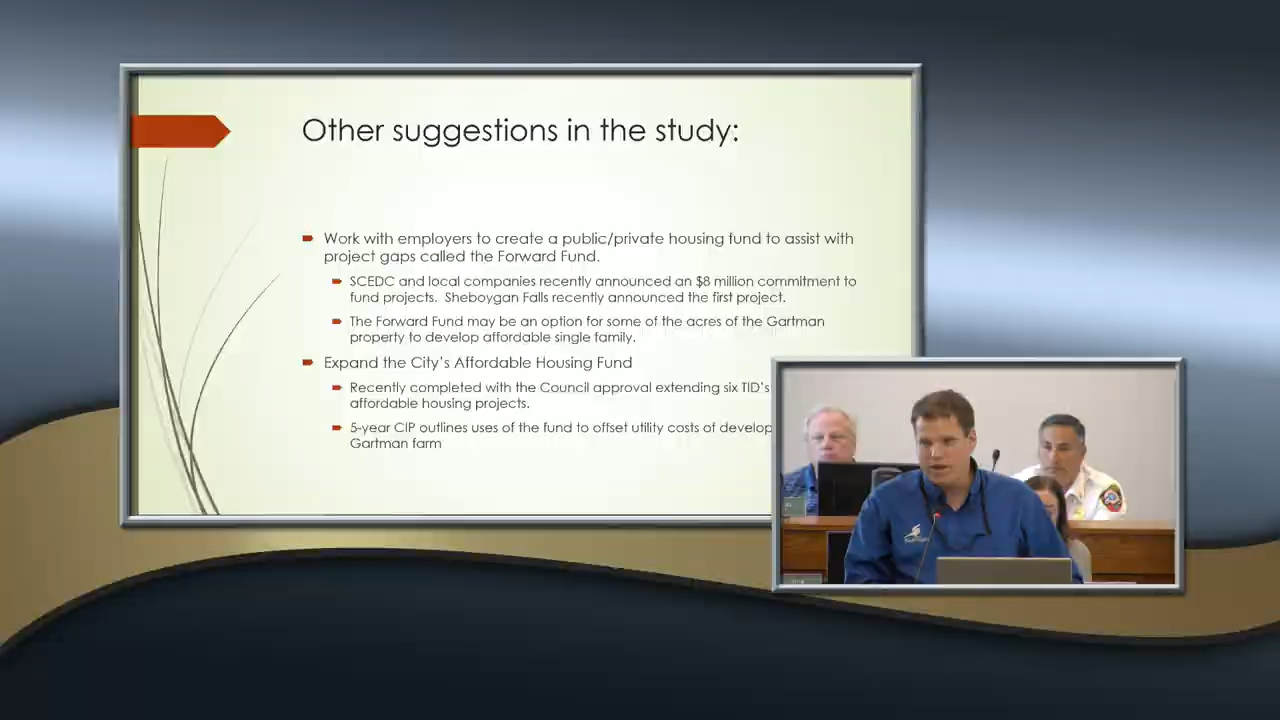 Other suggestions in the study:
Work with employers to create a public/private housing fund to assist with
project gaps called the Forward Fund.
SCEDC and local companies recently announced an $8 million commitment to
fund projects. Sheboygan Falls recently announced the first project.
The Forward Fund may be an option for some of the acres of the Gartman
property to develop affordable single family.
Expand the City's Affordable Housing Fund
Recently completed with the Council approval extending six TID's
affordable housing projects.
5-year CIP outlines uses of the fund to offset utility costs of develop
Gartman farm